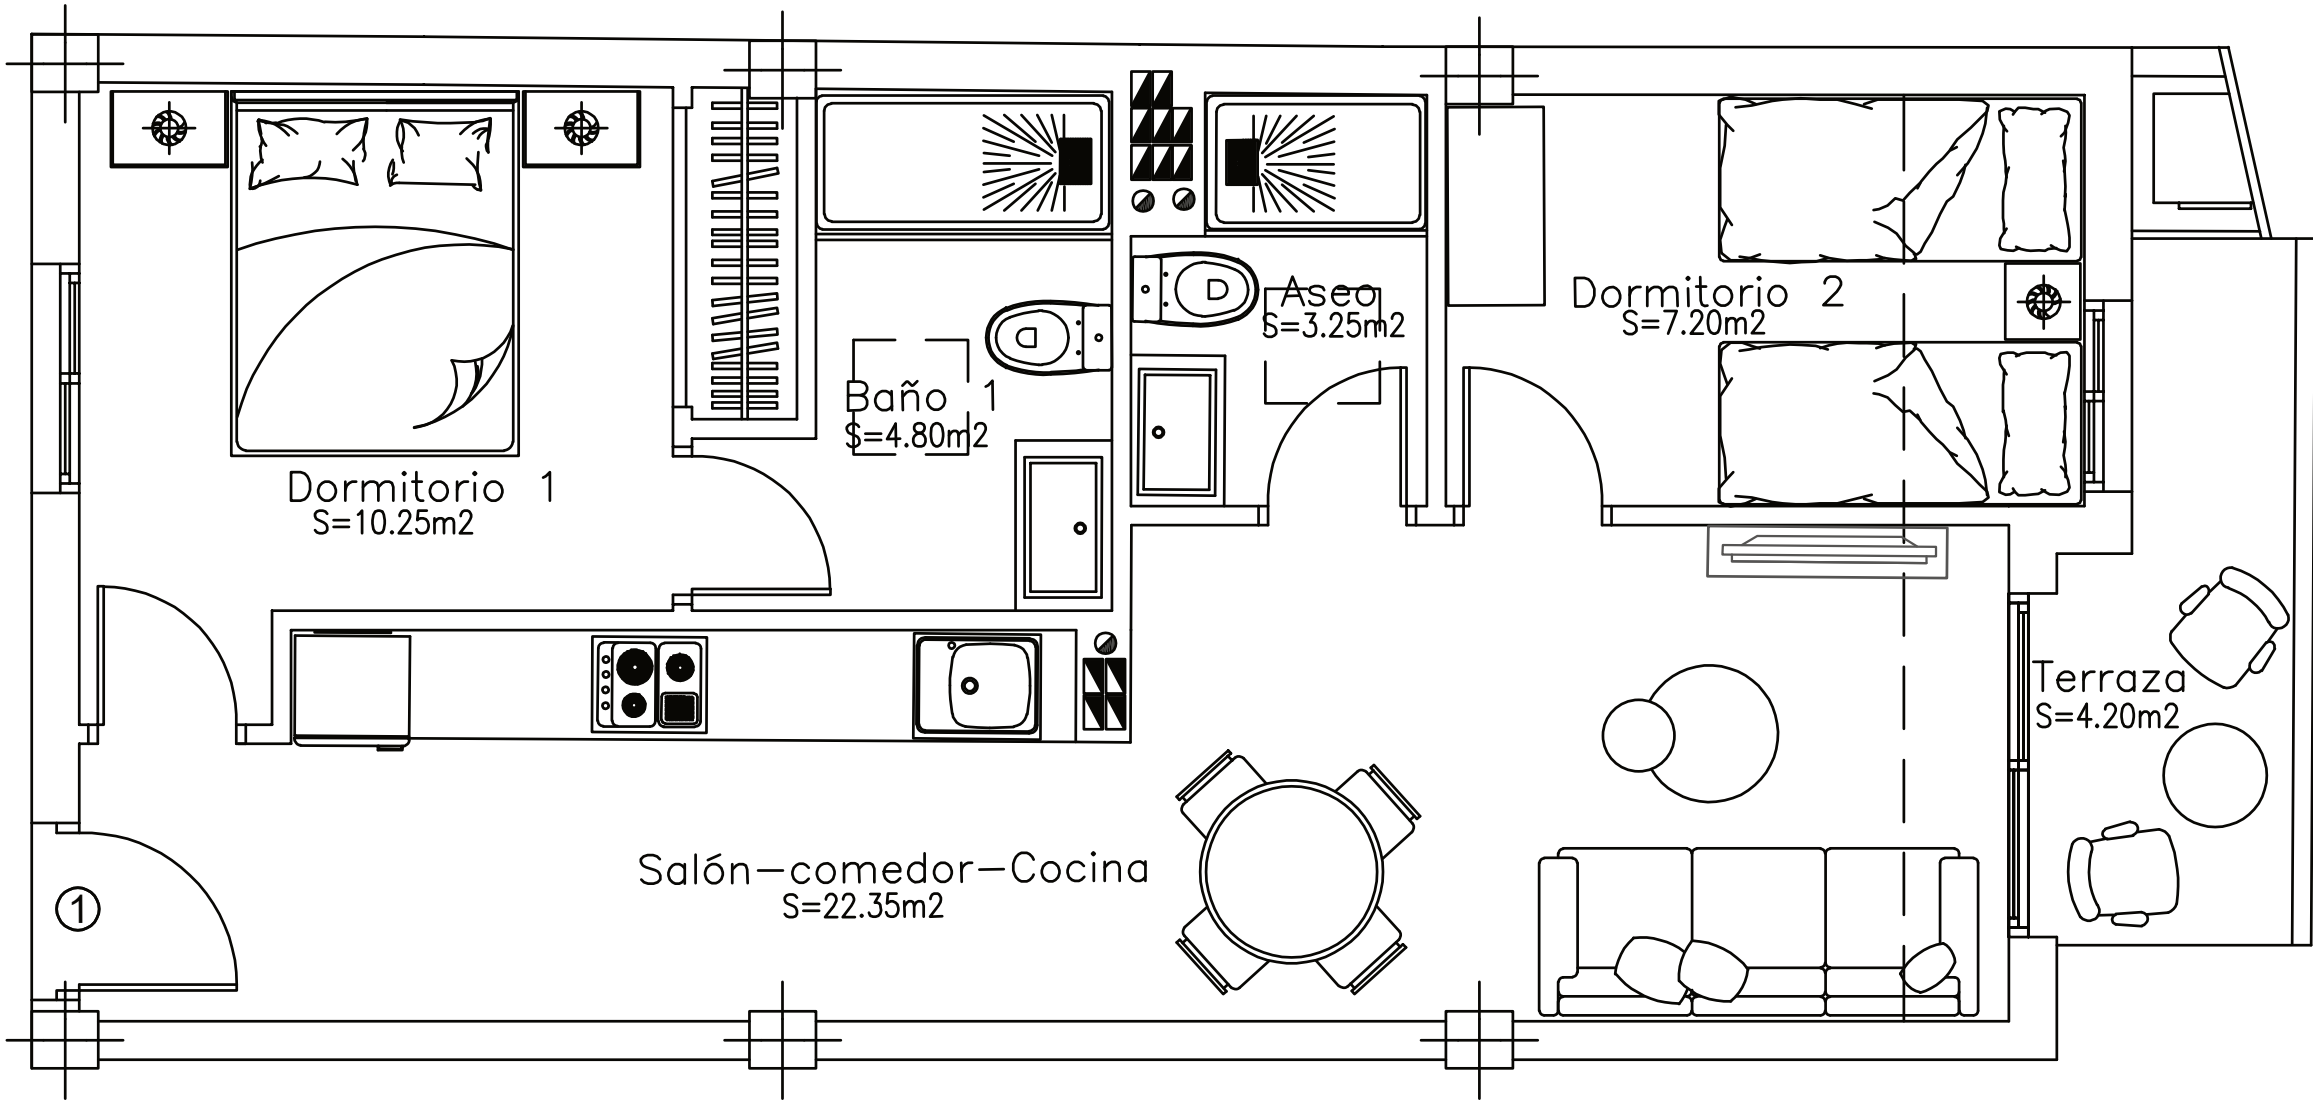 Dormitorio 1
S=10.25m2
Baño 1
S=4.80m2
Aseo
S=3.25m2
Dormitorio 2
S=7.20m2
Terraza
S=4.20m2
Salón-comedor-Cocina
S=22.35m2
1